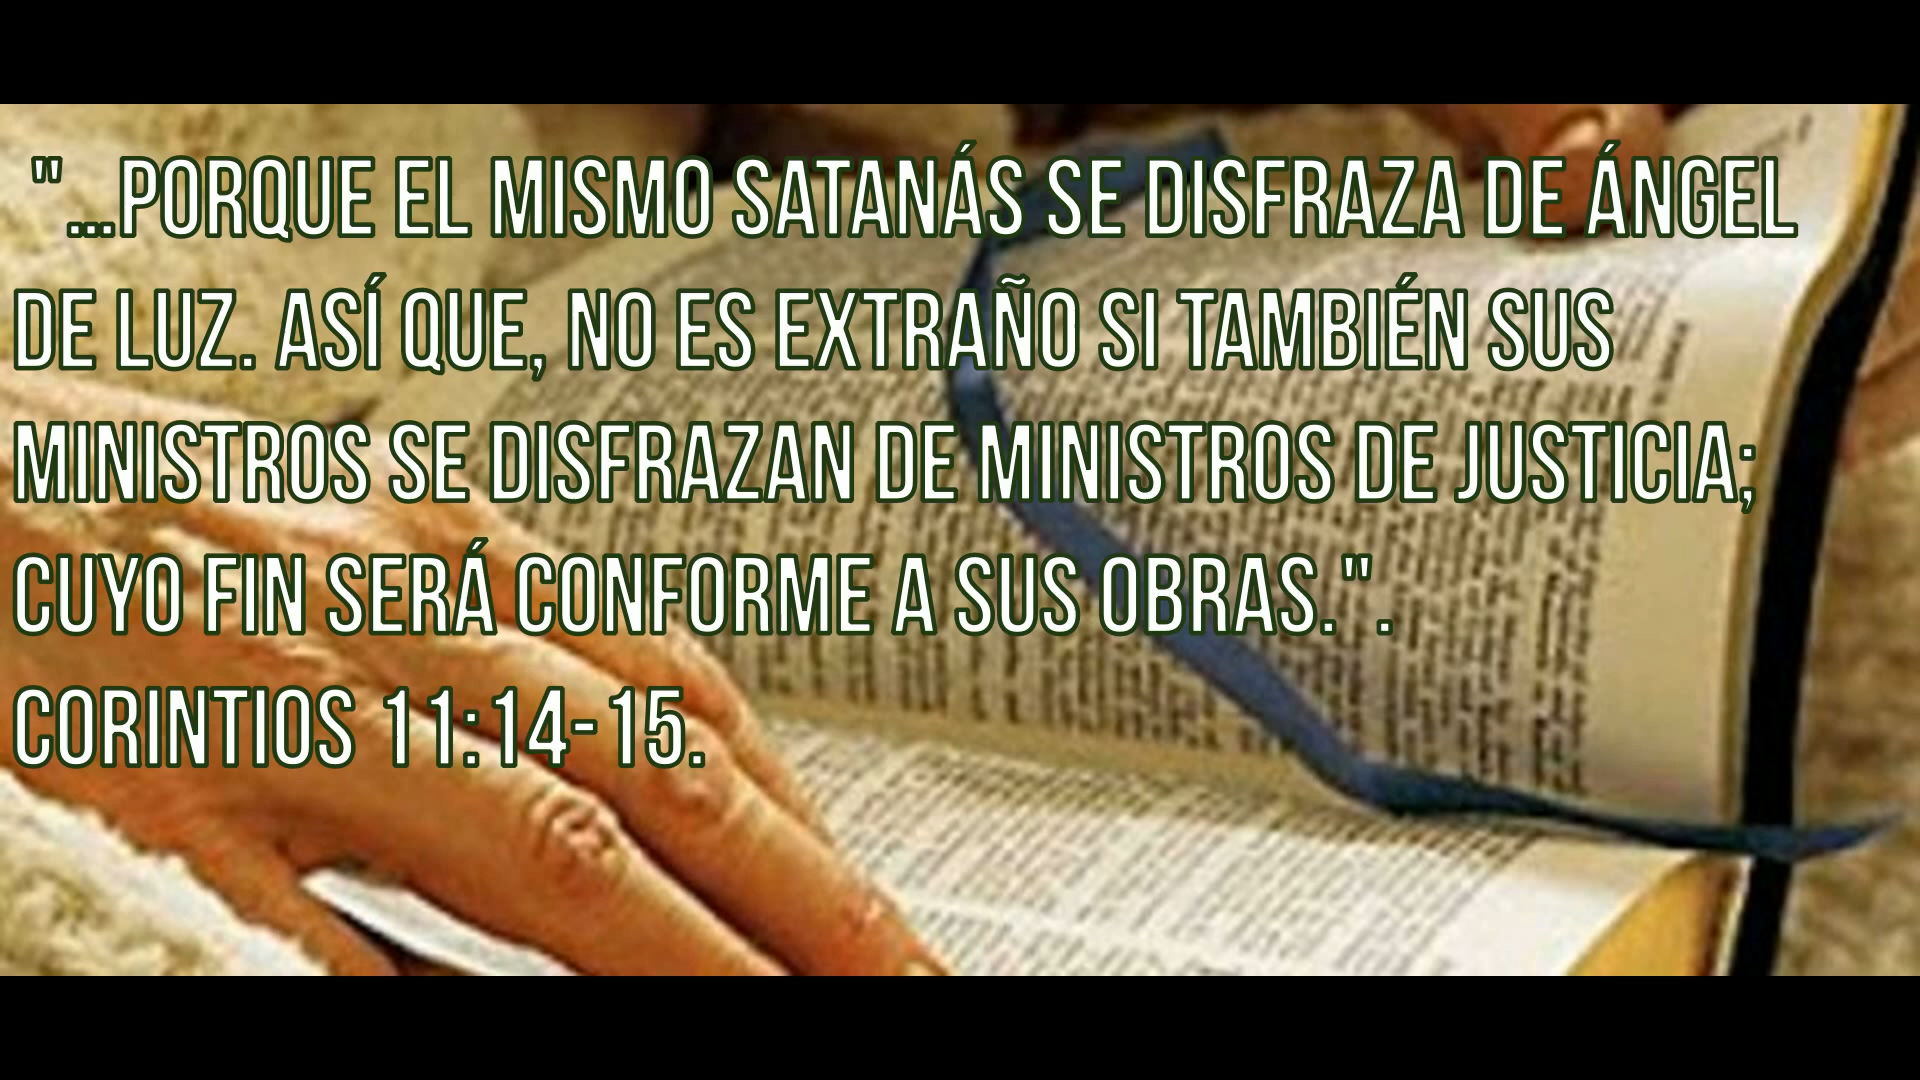 "...PORQUE EL MISMO SATANÁS SE DISFRAZA DE ÁNGEL
DE LUZ. ASÍ QUE, NO ES EXTRAÑO SI TAMBIÉN SUS
MINISTROS SE DISFRAZAN DE MINISTROS DE JUSTICIA;
CUYO FIN SERÁ CONFORME A SUS OBRAS.".
CORINTIOS 11:14-15.